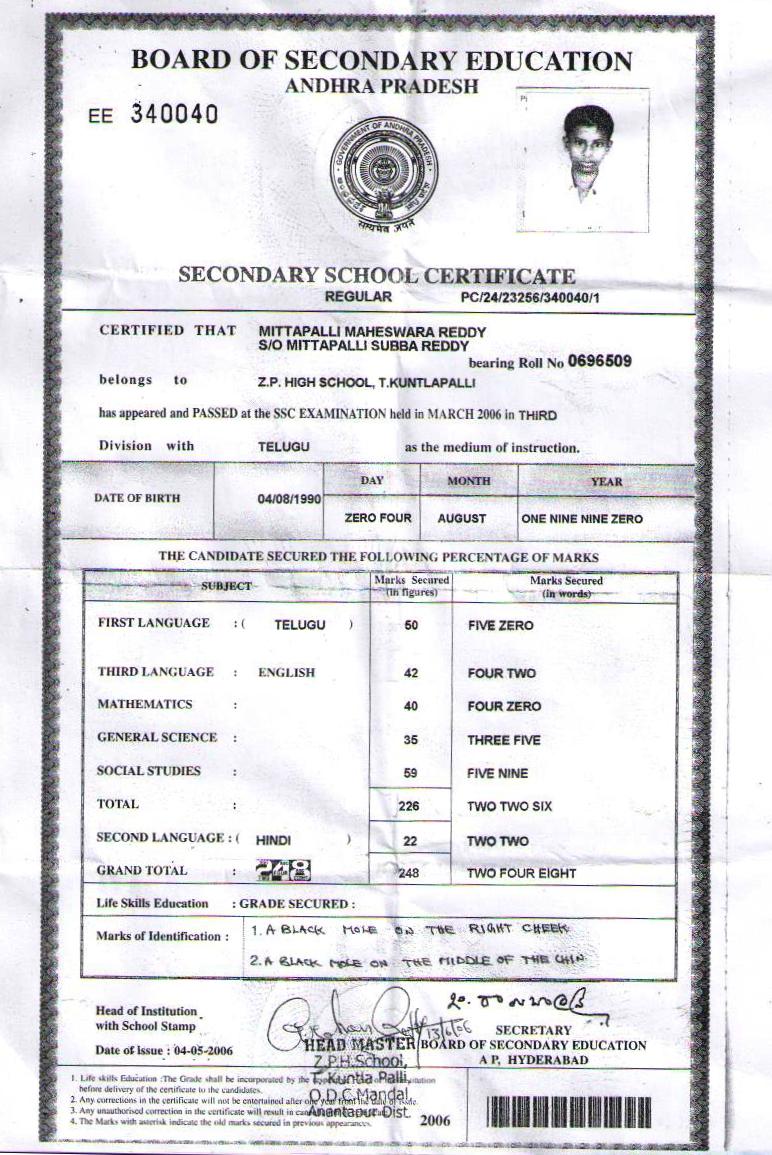 BOARD OF SECONDARY EDUCATION
ANDHRA PRADESH
EE 340040
GOVERNMENT OF ANDHRA PRADESH
सत्यमेव जयते
SECONDARY SCHOOL CERTIFICATE
REGULAR PC/24/23256/340040/1
CERTIFIED THAT MITTAPALLI MAHESWARA REDDY
S/O MITTAPALLI SUBBA REDDY
bearing Roll No 0696509
belongs to Z.P. HIGH SCHOOL, T.KUNTLAPALLI
has appeared and PASSED at the SSC EXAMINATION held in MARCH 2006 in THIRD
Division with TELUGU as the medium of instruction.
DAY MONTH YEAR
DATE OF BIRTH 04/08/1990
ZERO FOUR AUGUST ONE NINE NINE ZERO
THE CANDIDATE SECURED THE FOLLOWING PERCENTAGE OF MARKS
SUBJECT Marks Secured (in figures) Marks Secured (in words)
FIRST LANGUAGE : ( TELUGU ) 50 FIVE ZERO
THIRD LANGUAGE : ENGLISH 42 FOUR TWO
MATHEMATICS : 40 FOUR ZERO
GENERAL SCIENCE : 35 THREE FIVE
SOCIAL STUDIES : 59 FIVE NINE
TOTAL : 226 TWO TWO SIX
SECOND LANGUAGE : ( HINDI ) 22 TWO TWO
GRAND TOTAL : 248 248 TWO FOUR EIGHT
Life Skills Education : GRADE SECURED :
Marks of Identification : 1. A BLACK MOLE ON THE RIGHT CHEEK
2. A BLACK MOLE ON THE MIDDLE OF THE CHIN
Head of Institution
with School Stamp
13/6/06
SECRETARY
HEAD MASTER BOARD OF SECONDARY EDUCATION
Date of issue : 04-05-2006
A P, HYDERABAD
Z.P.H. School,
T. Kuntla Palli,
O.D.C. Mandal
Anantapur Dist.
1. Life skills Education :The Grade shall be incorporated by the
before delivery of the certificate to the candidates.
2. Any corrections in the certificate will not be entertained after one year from the date of issue.
3. Any unauthorised correction in the certificate will result in
4. The Marks with asterisk indicate the old marks secured in previous appearances.
2006